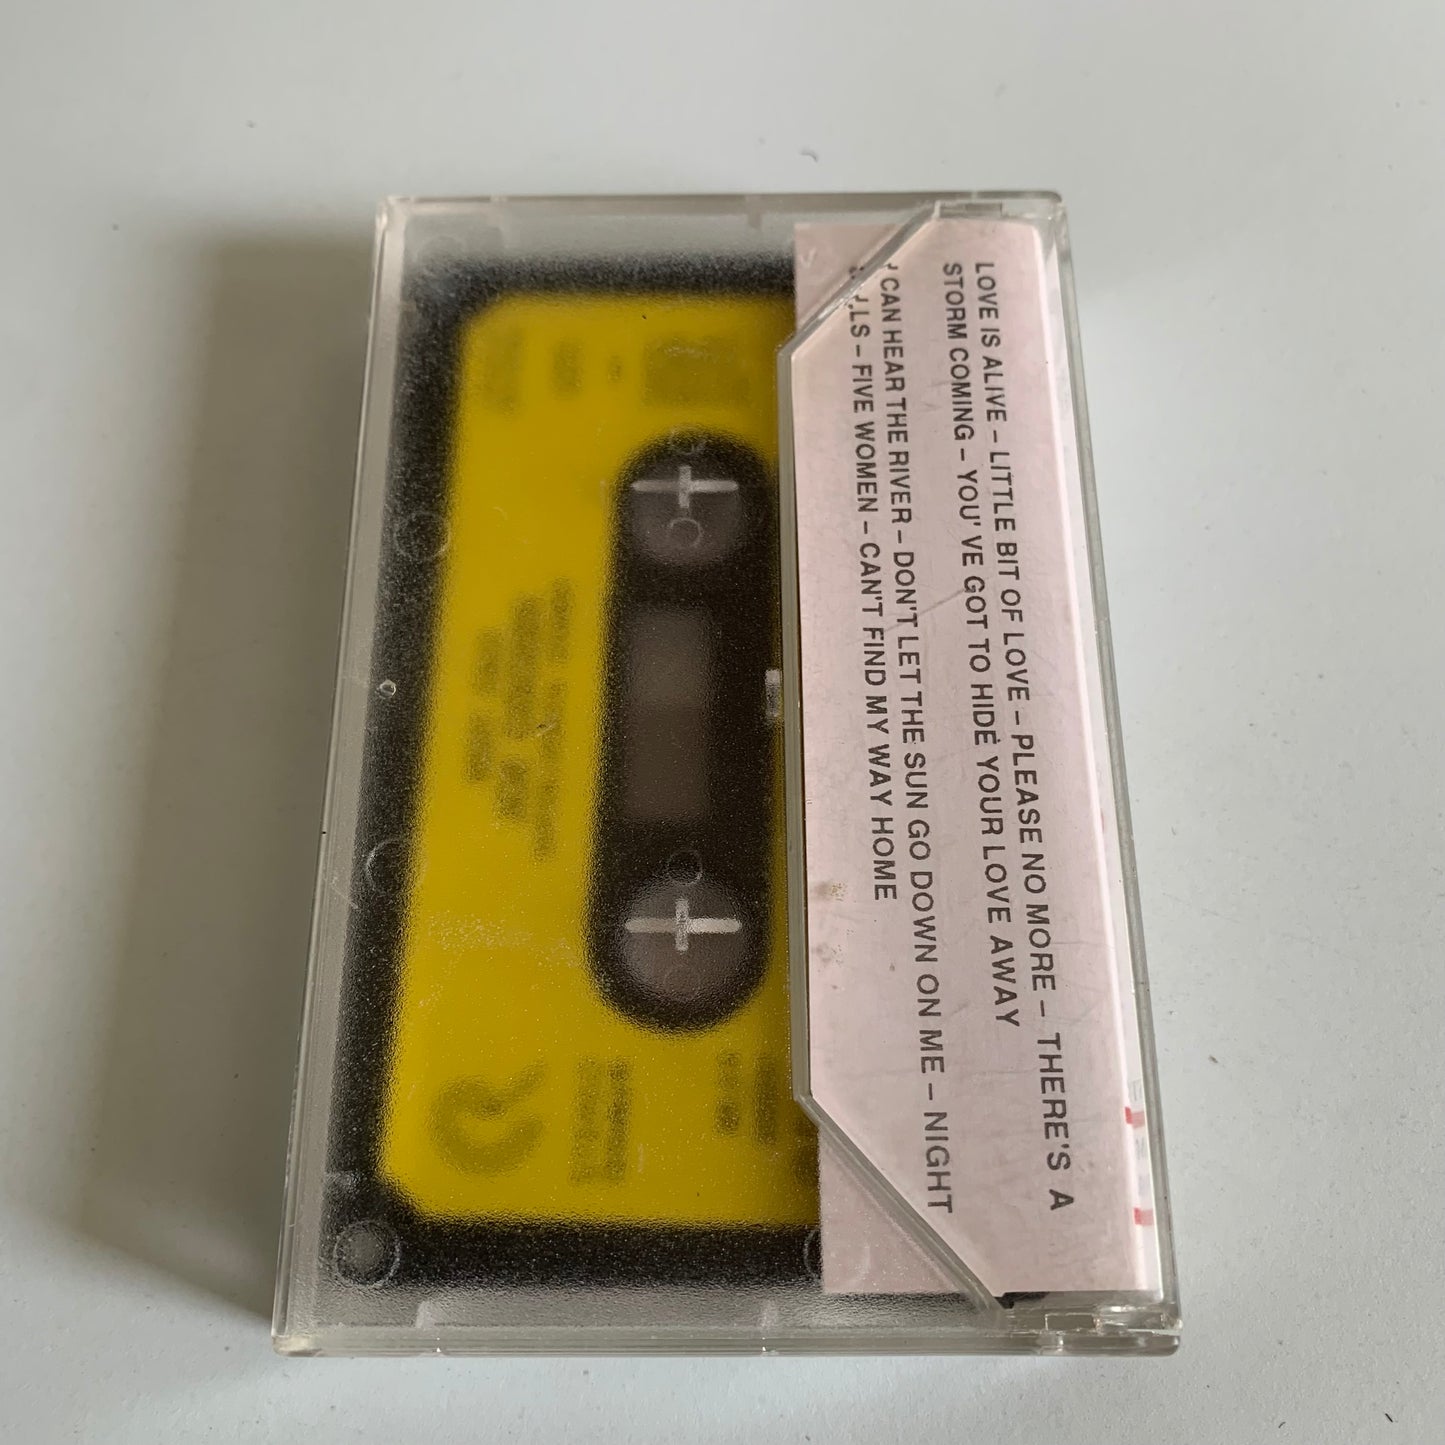 LOVE IS ALIVE – LITTLE BIT OF LOVE – PLEASE NO MORE – THERE'S A
STORM COMING – YOU' VE GOT TO HIDE YOUR LOVE AWAY
CAN HEAR THE RIVER – DON'T LET THE SUN GO DOWN ON ME – NIGHT
– FIVE WOMEN – CAN'T FIND MY WAY HOME